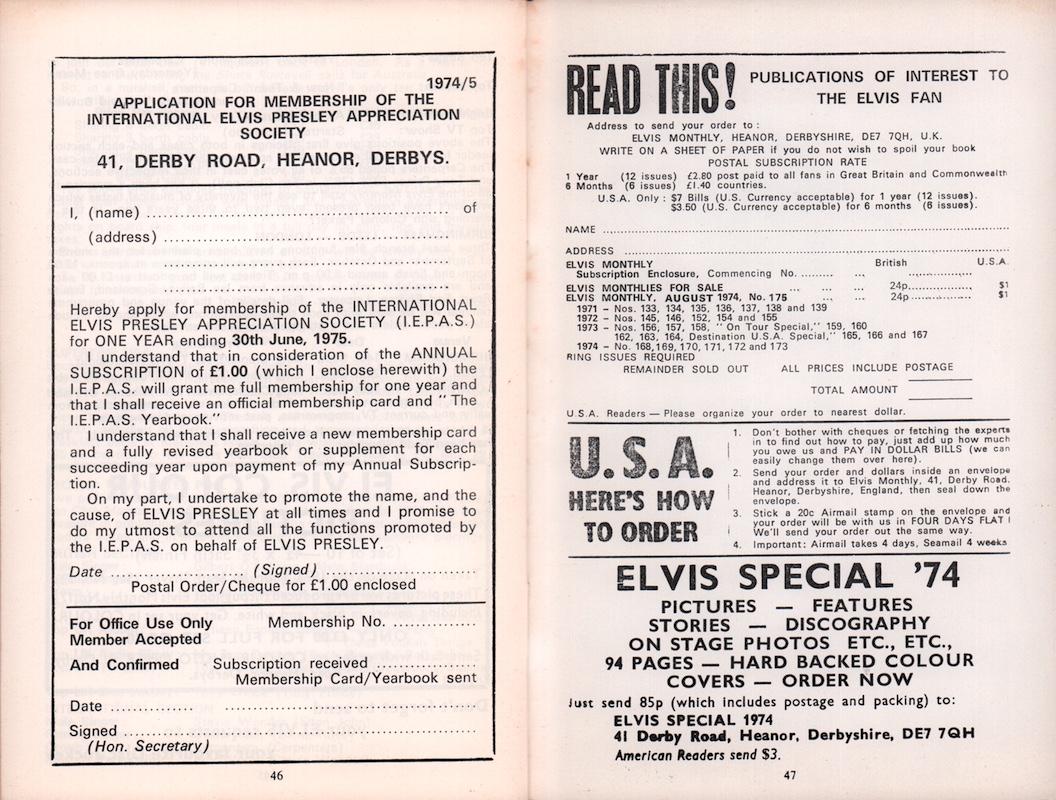 1974/5
APPLICATION FOR MEMBERSHIP OF THE
INTERNATIONAL ELVIS PRESLEY APPRECIATION
SOCIETY
41, DERBY ROAD, HEANOR, DERBYS.
I, (name) .................................................... of
(address) ....................................................
....................................................
....................................................
Hereby apply for membership of the INTERNATIONAL
ELVIS PRESLEY APPRECIATION SOCIETY (I.E.P.A.S.)
for ONE YEAR ending 30th June, 1975.
I understand that in consideration of the ANNUAL
SUBSCRIPTION of £1.00 (which I enclose herewith) the
I.E.P.A.S. will grant me full membership for one year and
that I shall receive an official membership card and " The
I.E.P.A.S. Yearbook."
I understand that I shall receive a new membership card
and a fully revised yearbook or supplement for each
succeeding year upon payment of my Annual Subscrip-
tion.
On my part, I undertake to promote the name, and the
cause, of ELVIS PRESLEY at all times and I promise to
do my utmost to attend all the functions promoted by
the I.E.P.A.S. on behalf of ELVIS PRESLEY.
Date ........................ (Signed) ...........................
Postal Order/Cheque for £1.00 enclosed
For Office Use Only Membership No. ...............
Member Accepted
And Confirmed Subscription received ..................
Membership Card/Yearbook sent
Date .................. ..........................................
Signed ............................................................
(Hon. Secretary)
46
READ THIS! PUBLICATIONS OF INTEREST TO
THE ELVIS FAN
Address to send your order to :
ELVIS MONTHLY, HEANOR, DERBYSHIRE, DE7 7QH, U.K.
WRITE ON A SHEET OF PAPER if you do not wish to spoil your book
POSTAL SUBSCRIPTION RATE
1 Year (12 issues) £2.80 post paid to all fans in Great Britain and Commonwealth
6 Months (6 issues) £1.40 countries.
U.S.A. Only : $7 Bills (U.S. Currency acceptable) for 1 year (12 issues).
$3.50 (U.S. Currency acceptable) for 6 months (6 issues).
NAME ....................................................
ADDRESS ....................................................
ELVIS MONTHLY British U.S.A.
Subscription Enclosure, Commencing No. ......... ... ..................
ELVIS MONTHLIES FOR SALE ... ... ... 24p.................. $1
ELVIS MONTHLY, AUGUST 1974, No. 175 ... ... 24p .................. $1
1971 – Nos. 133, 134, 135, 136, 137, 138 and 139
1972 – Nos. 145, 146, 152, 154 and 155
1973 – Nos. 156, 157, 158, " On Tour Special," 159, 160
162, 163, 164, Destination U.S.A. Special," 165, 166 and 167
1974 – No. 168, 169, 170, 171, 172 and 173
RING ISSUES REQUIRED
REMAINDER SOLD OUT ALL PRICES INCLUDE POSTAGE
TOTAL AMOUNT
U.S.A. Readers — Please organize your order to nearest dollar.
U.S.A.
HERE'S HOW
TO ORDER
1. Don't bother with cheques or fetching the experts
in to find out how to pay, just add up how much
you owe us and PAY IN DOLLAR BILLS (we can
easily change them over here).
2. Send your order and dollars inside an envelope
and address it to Elvis Monthly, 41, Derby Road.
Heanor, Derbyshire, England, then seal down the
envelope.
3. Stick a 20c Airmail stamp on the envelope and
your order will be with us in FOUR DAYS FLAT !
We'll send your order out the same way.
4. Important: Airmail takes 4 days, Seamail 4 weeks
ELVIS SPECIAL '74
PICTURES — FEATURES
STORIES — DISCOGRAPHY
ON STAGE PHOTOS ETC., ETC.,
94 PAGES — HARD BACKED COLOUR
COVERS — ORDER NOW
Just send 85p (which includes postage and packing) to:
ELVIS SPECIAL 1974
41 Derby Road, Heanor, Derbyshire, DE7 7QH
American Readers send $3.
47